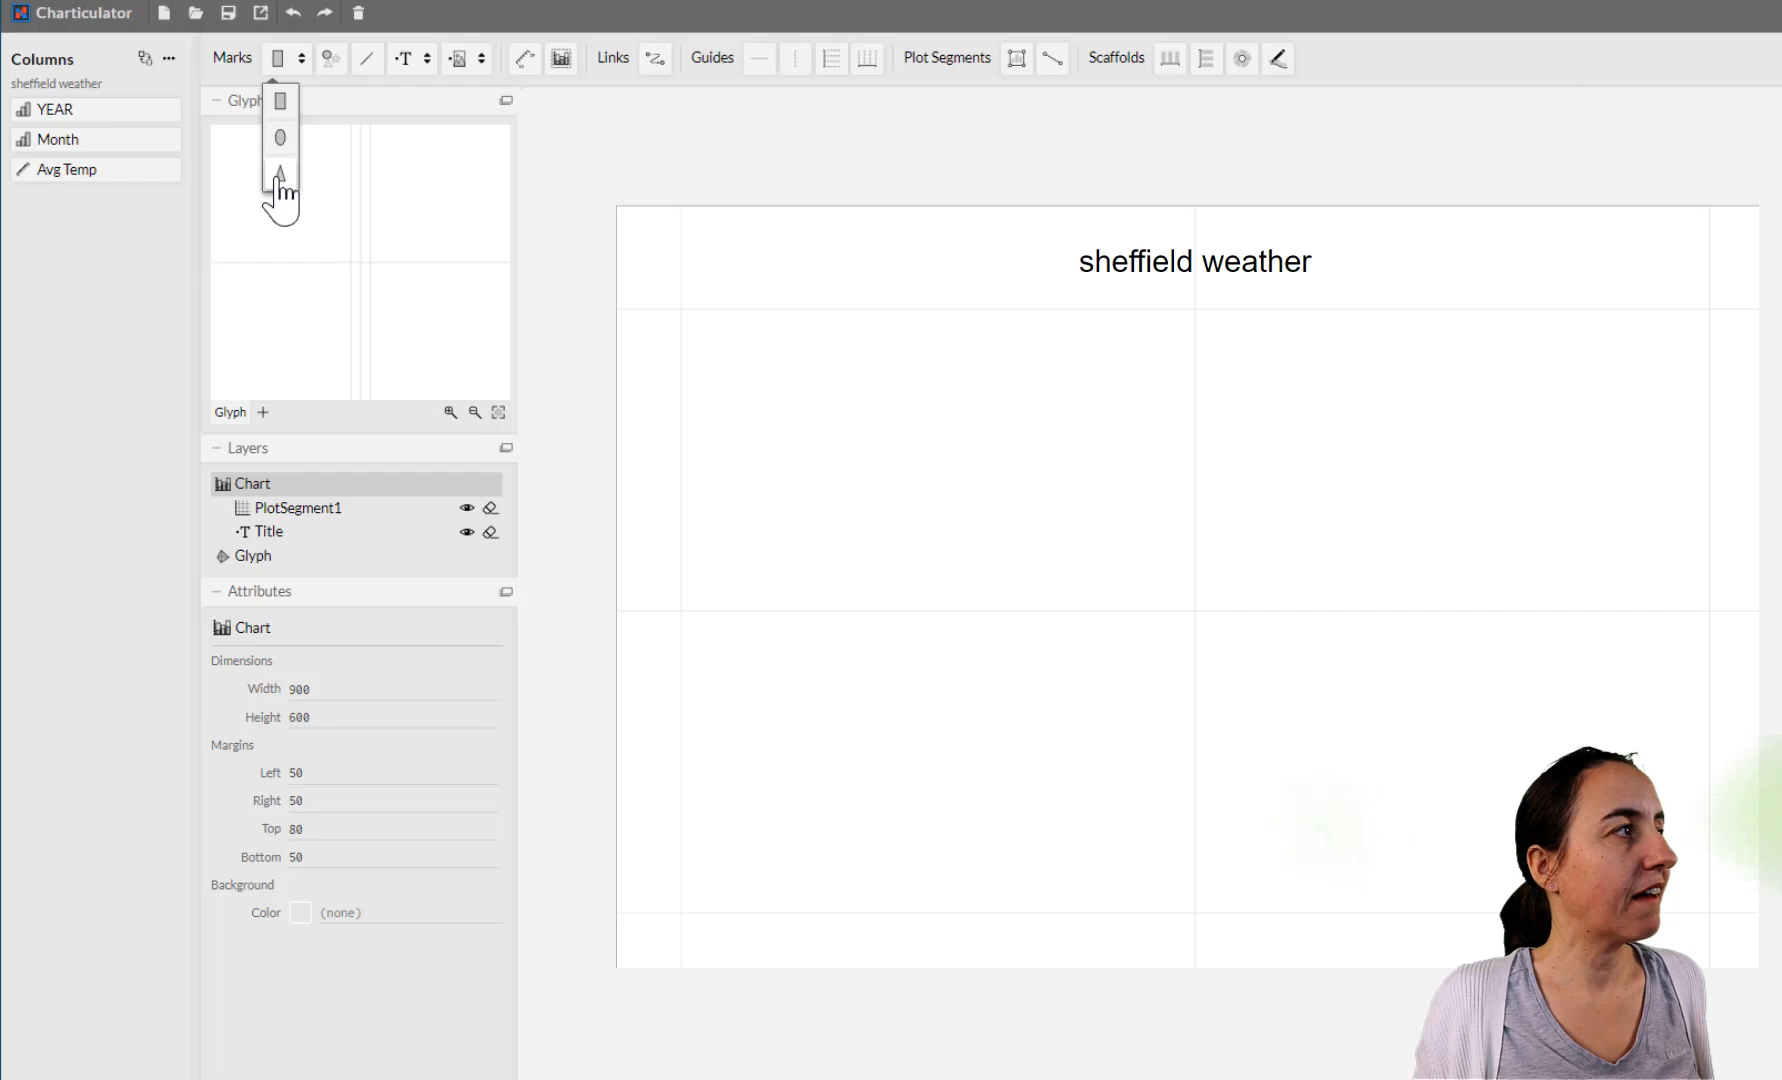 Charticulator
Columns
sheffield weather
YEAR
Month
Avg Temp
Marks
T
Links
Guides
Plot Segments
Scaffolds
Glyph
Glyph +
Layers
Chart
PlotSegment1
T Title
Glyph
Attributes
Chart
Dimensions
Width 900
Height 600
Margins
Left 50
Right 50
Top 80
Bottom 50
Background
Color (none)
sheffield weather